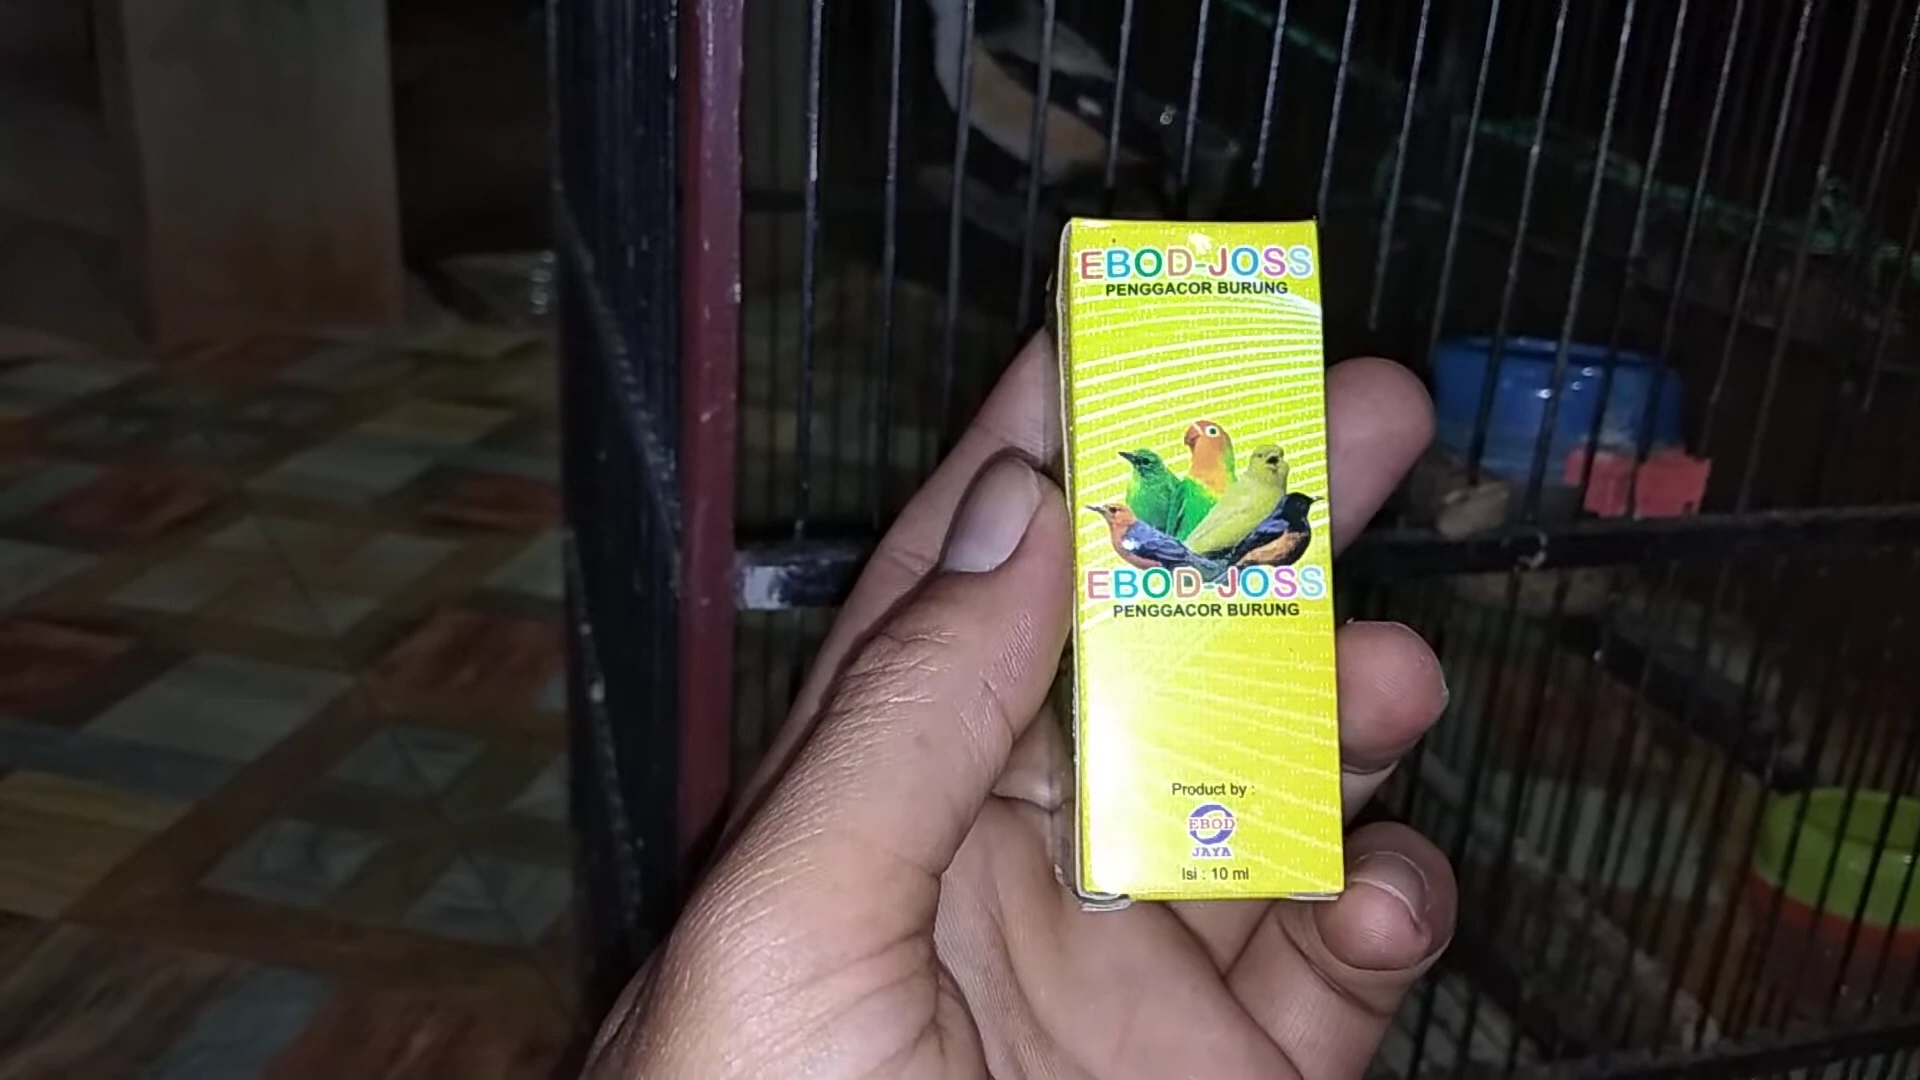 EBOD-JOSS
PENGGACOR BURUNG
EBOD-JOSS
PENGGACOR BURUNG
Product by :
EBOD
JAYA
Isi : 10 ml